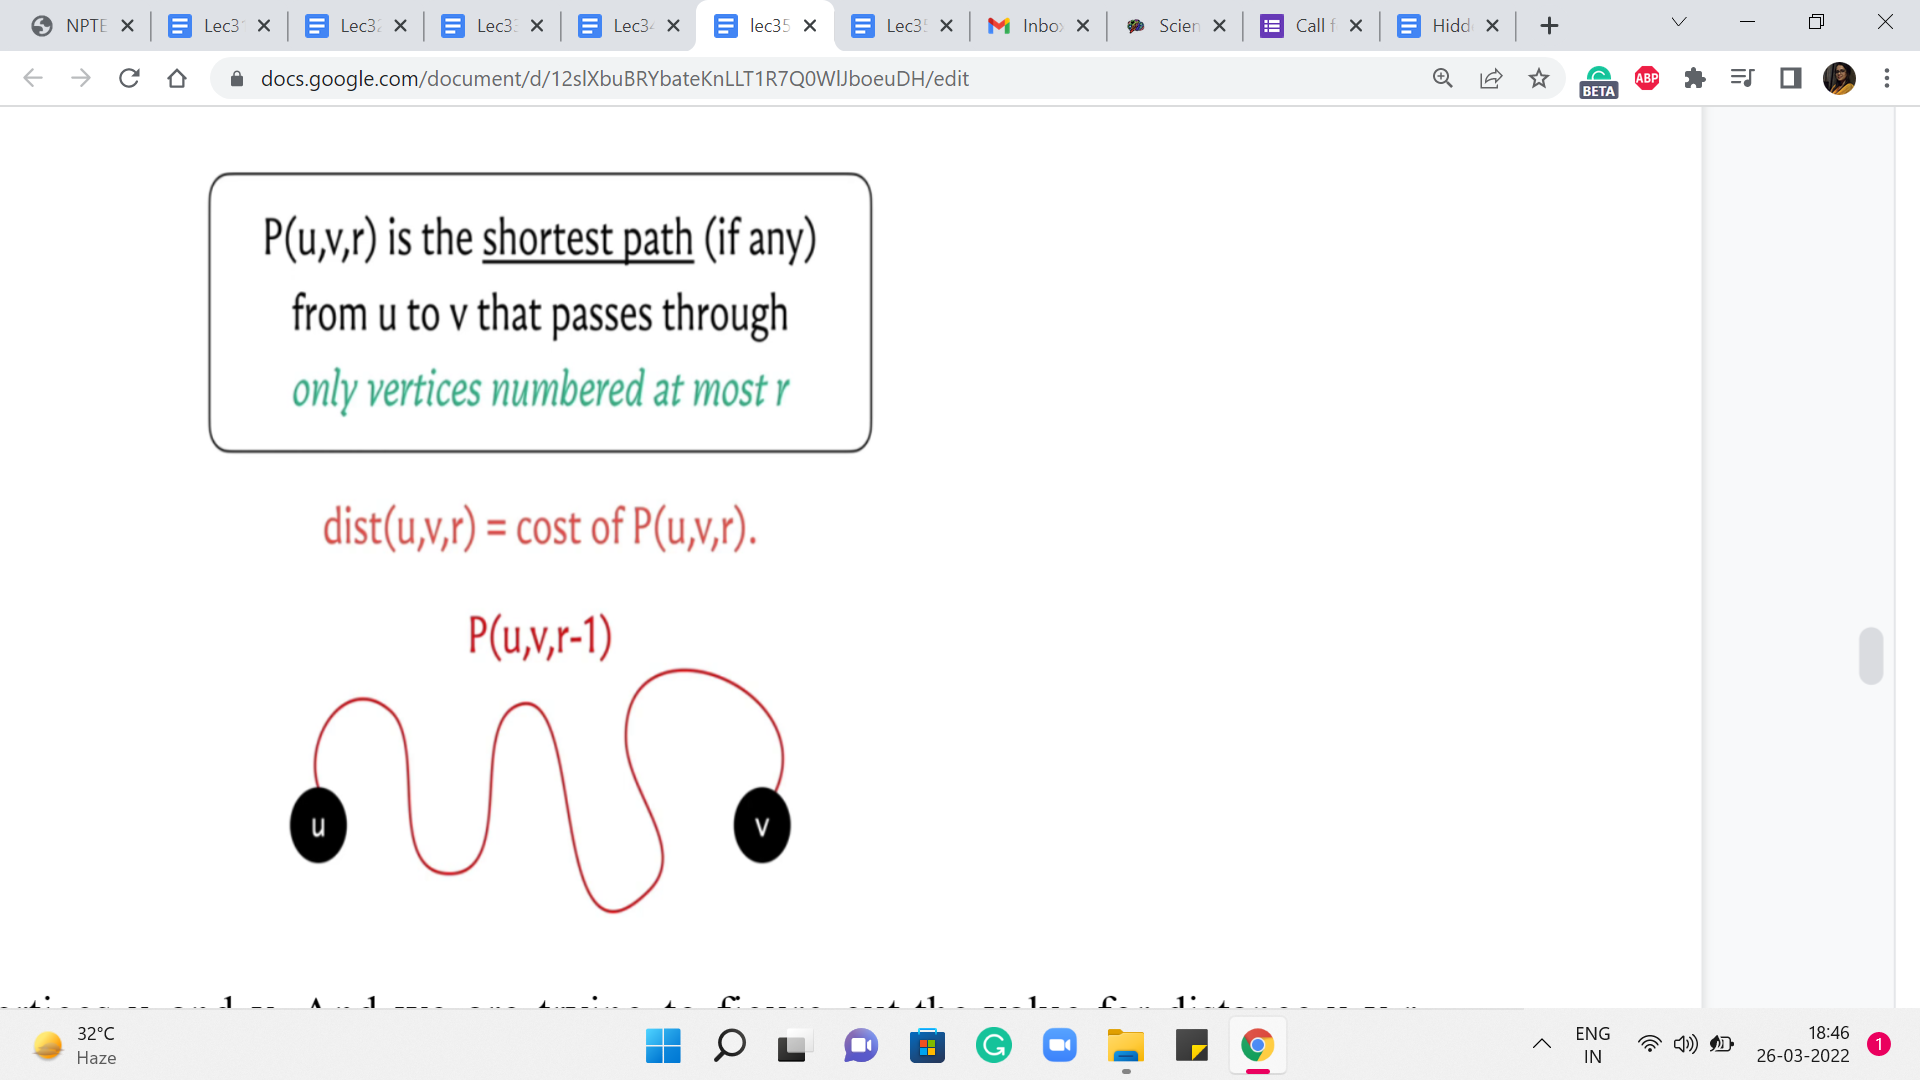 NPTE
Lec3
Lec3
Lec3
Lec3
lec35
Lec3
Inbo
Scien
Call f
Hidd
docs.google.com/document/d/12slXbuBRYbateKnLLT1R7Q0WlJboeuDH/edit
BETA
ABP
P(u,v,r) is the shortest path (if any)
from u to v that passes through
only vertices numbered at most r
dist(u,v,r) = cost of P(u,v,r).
P(u,v,r-1)
u
v
32°C
Haze
ENG
IN
18:46
26-03-2022
1